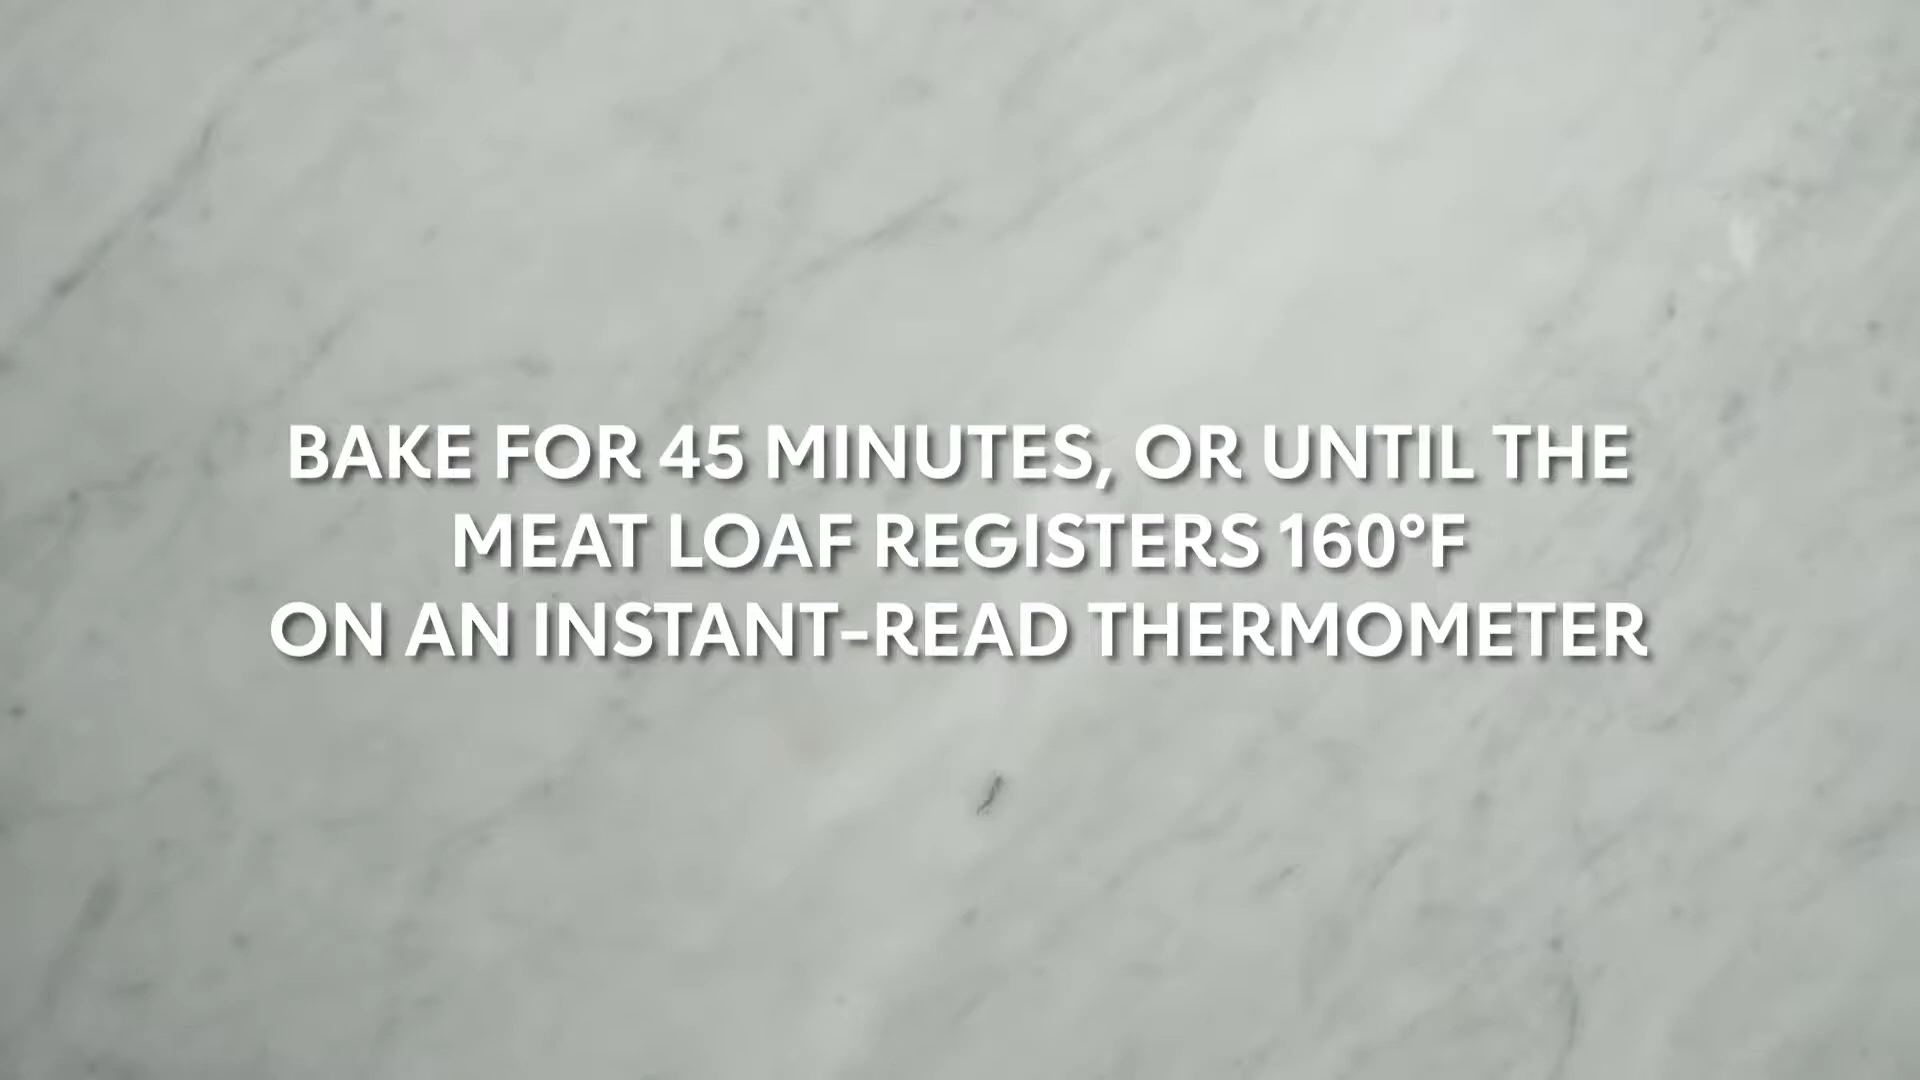 BAKE FOR 45 MINUTES, OR UNTIL THE
MEAT LOAF REGISTERS 160°F
ON AN INSTANT-READ THERMOMETER